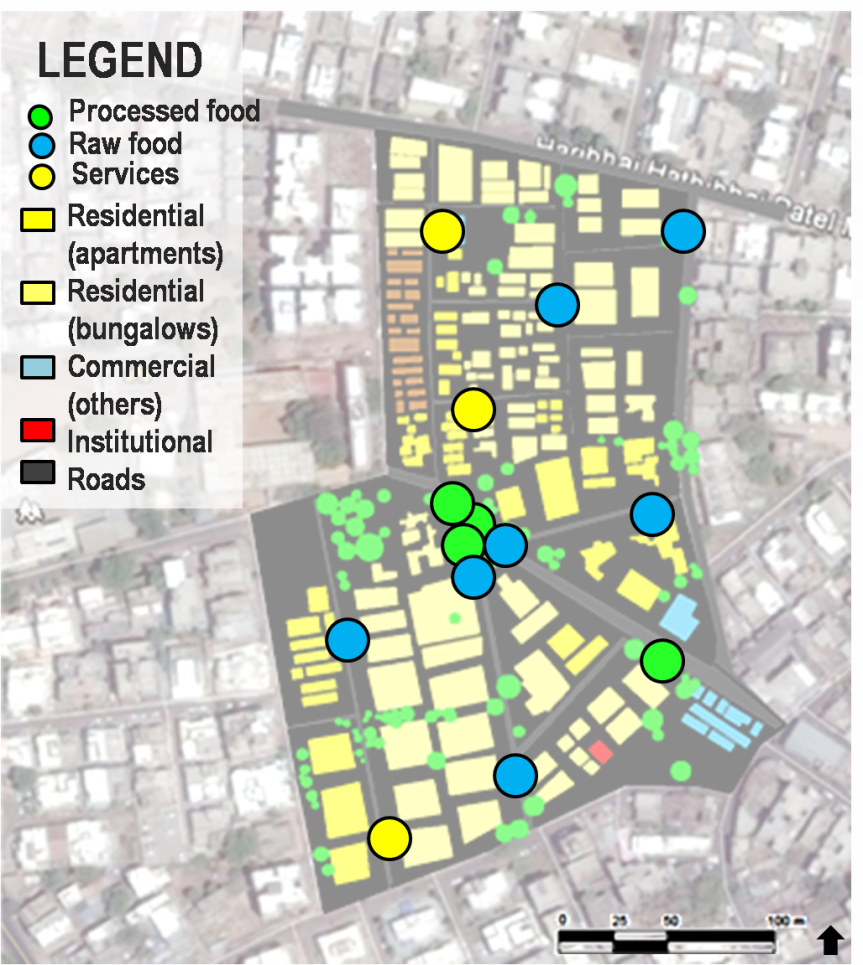 LEGEND
Processed food
Raw food
Services
Residential
(apartments)
Residential
(bungalows)
Commercial
(others)
Institutional
Roads
Haribhai Hathibhai Patel
0 25 50 100 m